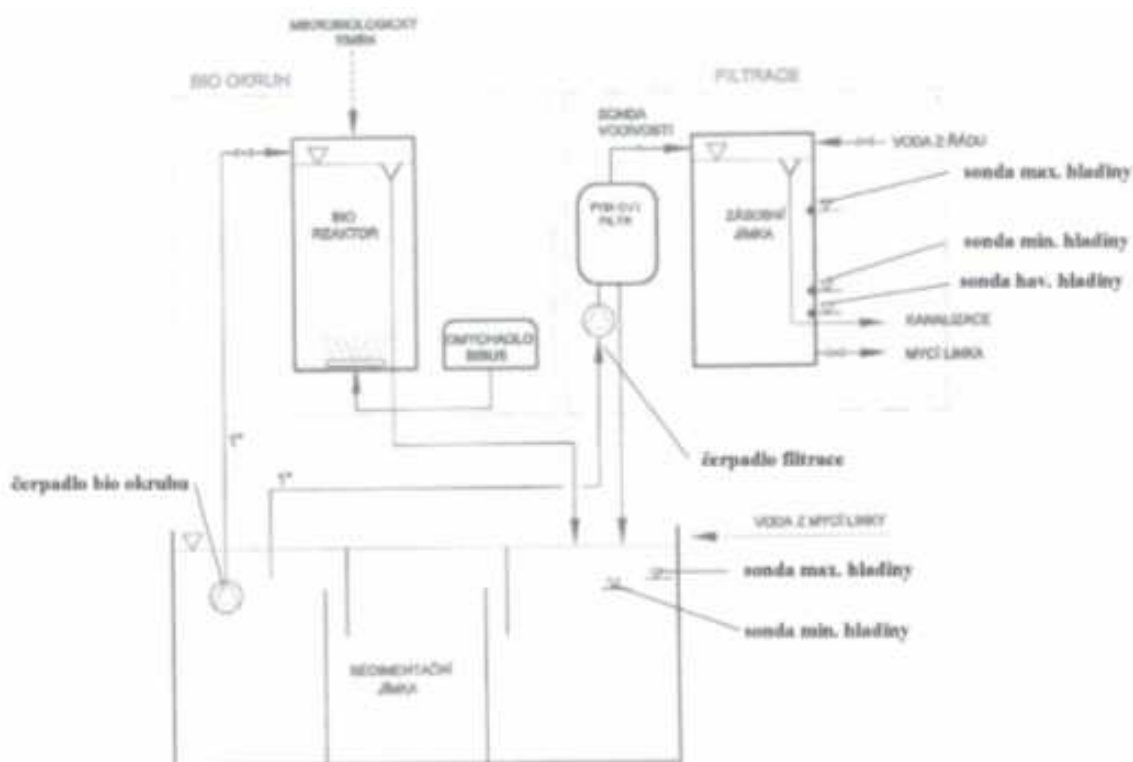 MIKROBIOLOGICKÝ
BIO OKRUH
FILTRACE
SONDA
VODIVOSTI
VODA Z ŘÁDU
sonda max. hladiny
BIO
REAKTOR
PÍSKOVÝ
FILTR
ZÁSOBNÍ
JÍMKA
sonda min. hladiny
sonda hav. hladiny
KANALIZACE
DMYCHADLO
MYCÍ LINKA
1"
čerpadlo filtrace
čerpadlo bio okruhu
1"
VODA Z MYCÍ LINKY
sonda max. hladiny
sonda min. hladiny
SEDIMENTAČNÍ
JÍMKA